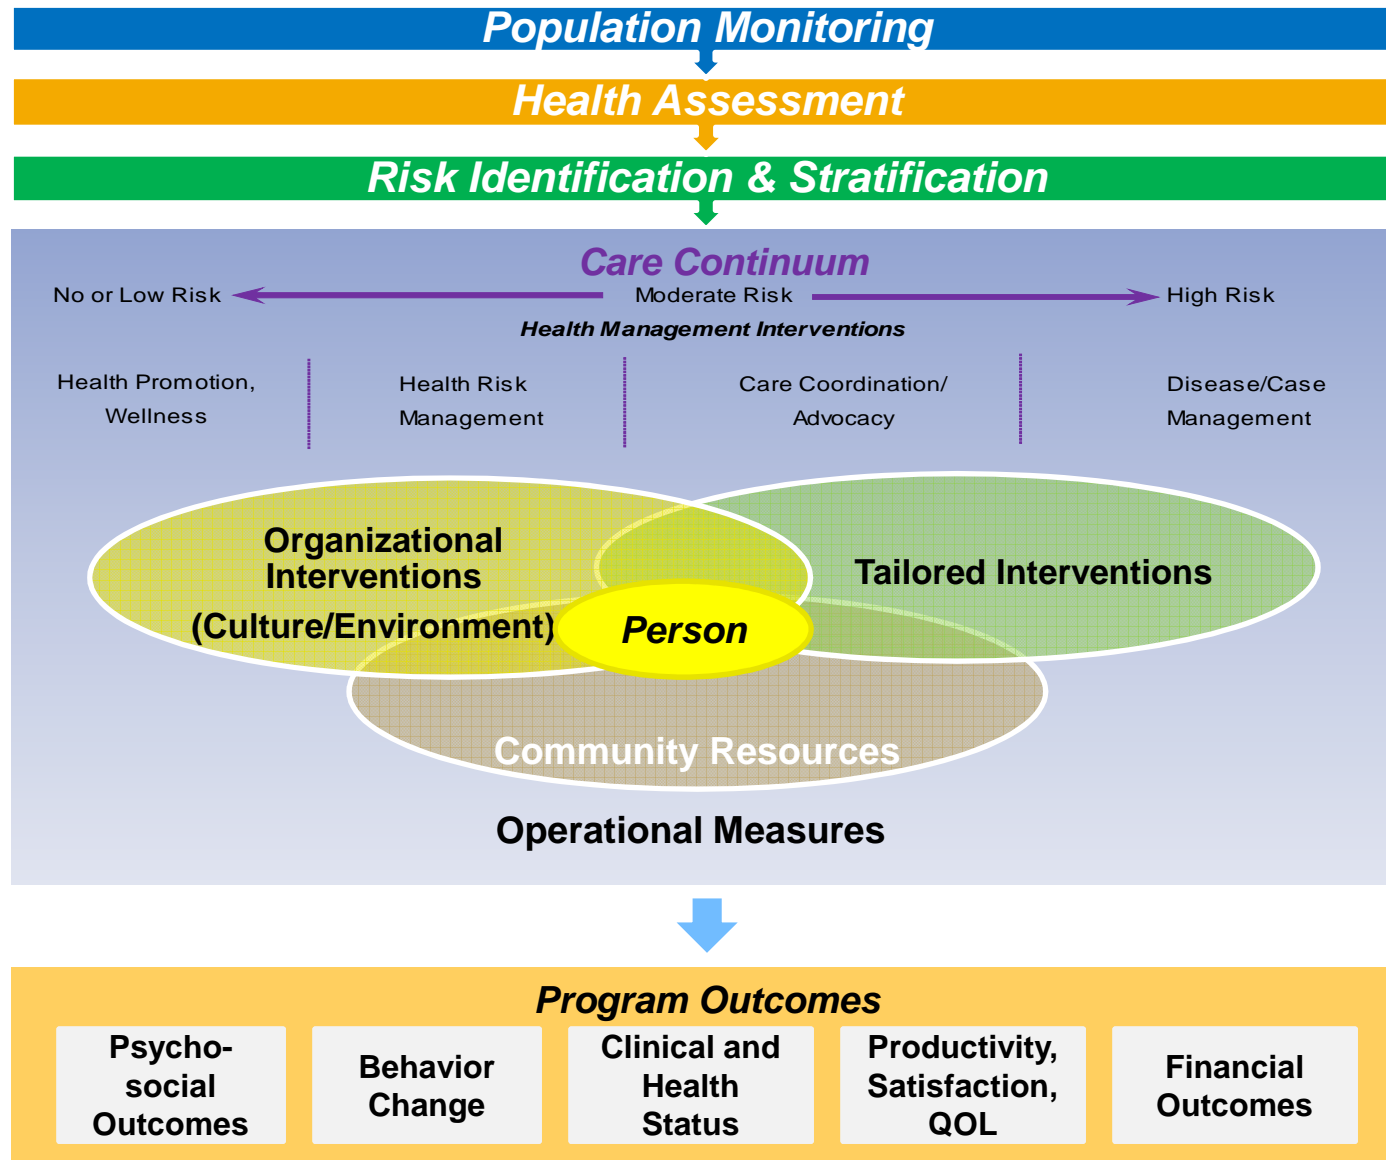 Population Monitoring
Health Assessment
Risk Identification & Stratification
Care Continuum
No or Low Risk
Moderate Risk
High Risk
Health Management Interventions
Health Promotion,
Wellness
Health Risk
Management
Care Coordination/
Advocacy
Disease/Case
Management
Organizational
Interventions
(Culture/Environment)
Tailored Interventions
Person
Community Resources
Operational Measures
Program Outcomes
Psycho-
social
Outcomes
Behavior
Change
Clinical and
Health
Status
Productivity,
Satisfaction,
QOL
Financial
Outcomes